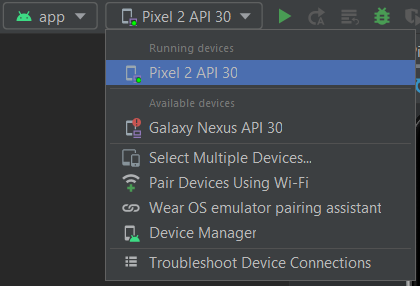 app
Pixel 2 API 30
Running devices
Pixel 2 API 30
Available devices
Galaxy Nexus API 30
Select Multiple Devices...
Pair Devices Using Wi-Fi
Wear OS emulator pairing assistant
Device Manager
Troubleshoot Device Connections